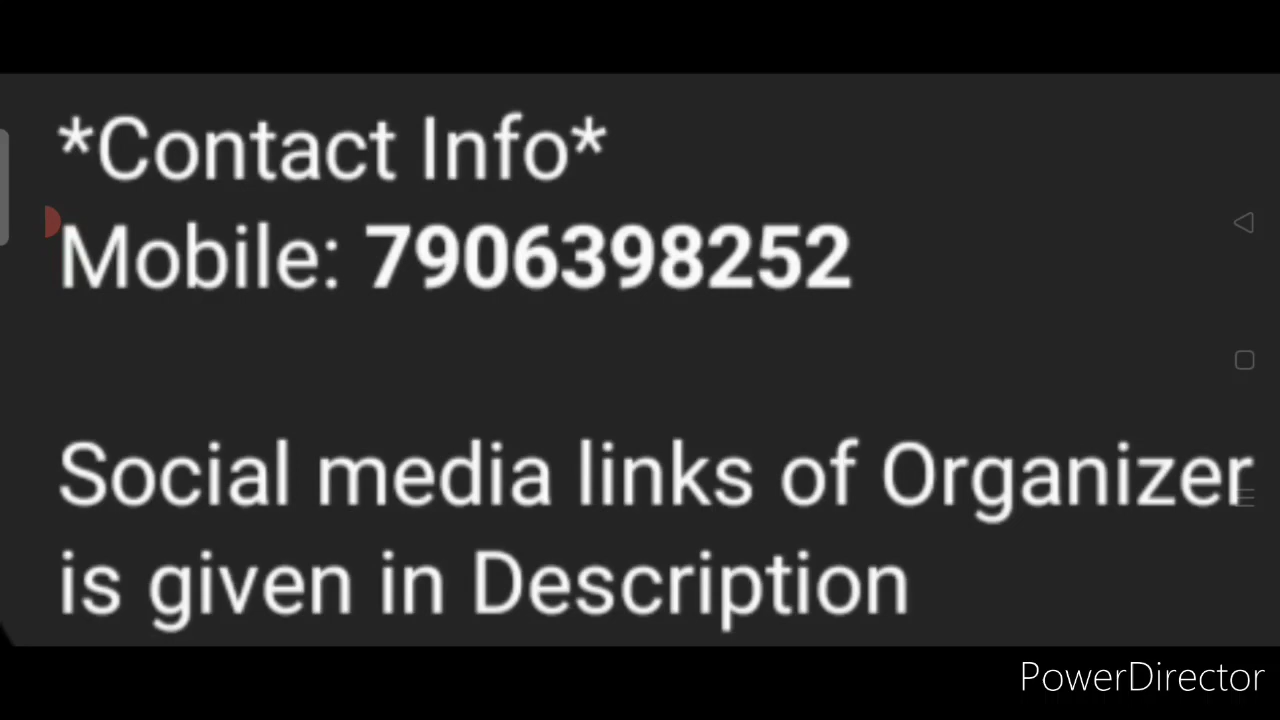 *Contact Info*
Mobile: 7906398252
Social media links of Organizer
is given in Description
PowerDirector